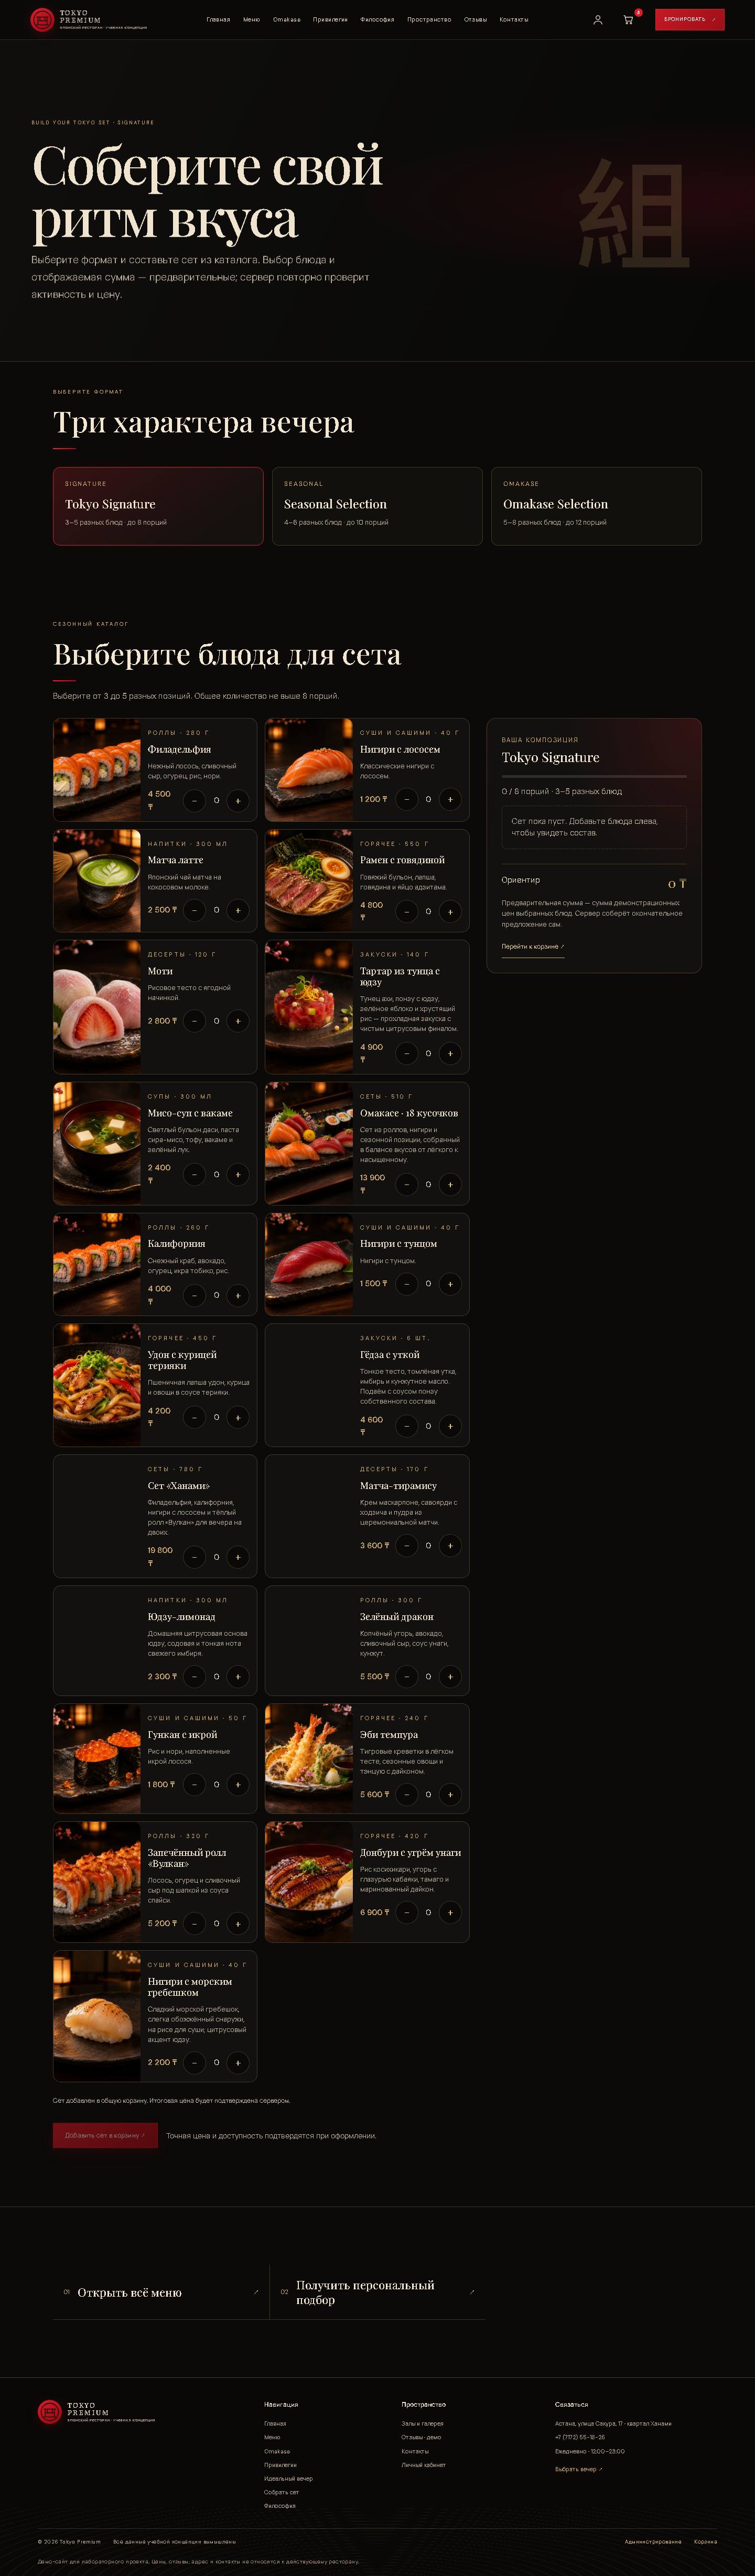 TOKYO
PREMIUM
ЯПОНСКИЙ РЕСТОРАН · УЧЕБНАЯ КОНЦЕПЦИЯ
Главная
Меню
Omakase
Привилегии
Философия
Пространство
Отзывы
Контакты
4
БРОНИРОВАТЬ ↗
BUILD YOUR TOKYO SET · SIGNATURE
Соберите свой
ритм вкуса
組
Выберите формат и составьте сет из каталога. Выбор блюда и
отображаемая сумма — предварительные; сервер повторно проверит
активность и цену.
ВЫБЕРИТЕ ФОРМАТ
Три характера вечера
SIGNATURE
Tokyo Signature
3–5 разных блюд · до 8 порций
SEASONAL
Seasonal Selection
4–6 разных блюд · до 10 порций
OMAKASE
Omakase Selection
5–8 разных блюд · до 12 порций
СЕЗОННЫЙ КАТАЛОГ
Выберите блюда для сета
Выберите от 3 до 5 разных позиций. Общее количество не выше 8 порций.
РОЛЛЫ · 280 Г
Филадельфия
Нежный лосось, сливочный
сыр, огурец, рис, нори.
4 500
₸
− 0 +
СУШИ И САШИМИ · 40 Г
Нигири с лососем
Классические нигири с
лососем.
1 200 ₸ − 0 +
НАПИТКИ · 300 МЛ
Матча латте
Японский чай матча на
кокосовом молоке.
2 500 ₸ − 0 +
ГОРЯЧЕЕ · 550 Г
Рамен с говядиной
Говяжий бульон, лапша,
говядина и яйцо адзитама.
4 800
₸
− 0 +
ДЕСЕРТЫ · 120 Г
Моти
Рисовое тесто с ягодной
начинкой.
2 800 ₸ − 0 +
ЗАКУСКИ · 140 Г
Тартар из тунца с
юдзу
Тунец ахи, понзу с юдзу,
зелёное яблоко и хрустящий
рис — прохладная закуска с
чистым цитрусовым финалом.
4 900
₸
− 0 +
СУПЫ · 300 МЛ
Мисо-суп с вакаме
Светлый бульон даси, паста
сиро-мисо, тофу, вакаме и
зелёный лук.
2 400
₸
− 0 +
СЕТЫ · 510 Г
Омакасе · 18 кусочков
Сет из роллов, нигири и
сезонной позиции, собранный
в балансе вкусов от лёгкого к
насыщенному.
13 900
₸
− 0 +
РОЛЛЫ · 260 Г
Калифорния
Снежный краб, авокадо,
огурец, икра тобико, рис.
4 000
₸
− 0 +
СУШИ И САШИМИ · 40 Г
Нигири с тунцом
Нигири с тунцом.
1 500 ₸ − 0 +
ГОРЯЧЕЕ · 450 Г
Удон с курицей
терияки
Пшеничная лапша удон, курица
и овощи в соусе терияки.
4 200
₸
− 0 +
ЗАКУСКИ · 6 ШТ.
Гёдза с уткой
Тонкое тесто, томлёная утка,
имбирь и кунжутное масло.
Подаём с соусом понзу
собственного состава.
4 600
₸
− 0 +
СЕТЫ · 780 Г
Сет «Ханами»
Филадельфия, калифорния,
нигири с лососем и тёплый
ролл «Вулкан» для вечера на
двоих.
19 800
₸
− 0 +
ДЕСЕРТЫ · 170 Г
Матча-тирамису
Крем маскарпоне, савоярди с
ходзича и пудра из
церемониальной матчи.
3 600 ₸ − 0 +
НАПИТКИ · 300 МЛ
Юдзу-лимонад
Домашняя цитрусовая основа
юдзу, содовая и тонкая нота
свежего имбиря.
2 300 ₸ − 0 +
РОЛЛЫ · 300 Г
Зелёный дракон
Копчёный угорь, авокадо,
сливочный сыр, соус унаги,
кунжут.
5 500 ₸ − 0 +
СУШИ И САШИМИ · 50 Г
Гункан с икрой
Рис и нори, наполненные
икрой лосося.
1 800 ₸ − 0 +
ГОРЯЧЕЕ · 240 Г
Эби темпура
Тигровые креветки в лёгком
тесте, сезонные овощи и
тэнцую с дайконом.
5 600 ₸ − 0 +
РОЛЛЫ · 320 Г
Запечённый ролл
«Вулкан»
Лосось, огурец и сливочный
сыр под шапкой из соуса
спайси.
5 200 ₸ − 0 +
ГОРЯЧЕЕ · 420 Г
Донбури с угрём унаги
Рис косихикари, угорь с
глазурью кабаяки, тамаго и
маринованный дайкон.
6 900 ₸ − 0 +
СУШИ И САШИМИ · 40 Г
Нигири с морским
гребешком
Сладкий морской гребешок,
слегка обожжённый снаружи,
на рисе для суши, цитрусовый
акцент юдзу.
2 200 ₸ − 0 +
ВАША КОМПОЗИЦИЯ
Tokyo Signature
0 / 8 порций · 3–5 разных блюд
Сет пока пуст. Добавьте блюда слева,
чтобы увидеть состав.
Ориентир
0 ₸
Предварительная сумма — сумма демонстрационных
цен выбранных блюд. Сервер соберёт окончательное
предложение сам.
Перейти к корзине ↗
Сет добавлен в общую корзину. Итоговая цена будет подтверждена сервером.
Добавить сет в корзину ↗
Точная цена и доступность подтвердятся при оформлении.
01 Открыть всё меню ↗
02 Получить персональный
подбор ↗
TOKYO
PREMIUM
ЯПОНСКИЙ РЕСТОРАН · УЧЕБНАЯ КОНЦЕПЦИЯ
Навигация
Главная
Меню
Omakase
Привилегии
Идеальный вечер
Собрать сет
Философия
Пространство
Залы и галерея
Отзывы · демо
Контакты
Личный кабинет
Связаться
Астана, улица Сакура, 17 · квартал Ханами
+7 (7172) 55-18-26
Ежедневно · 12:00–23:00
Выбрать вечер ↗
© 2026 Tokyo Premium
Все данные учебной концепции вымышлены
Администрирование
Корзина
Демо-сайт для лабораторного проекта. Цены, отзывы, адрес и контакты не относятся к действующему ресторану.